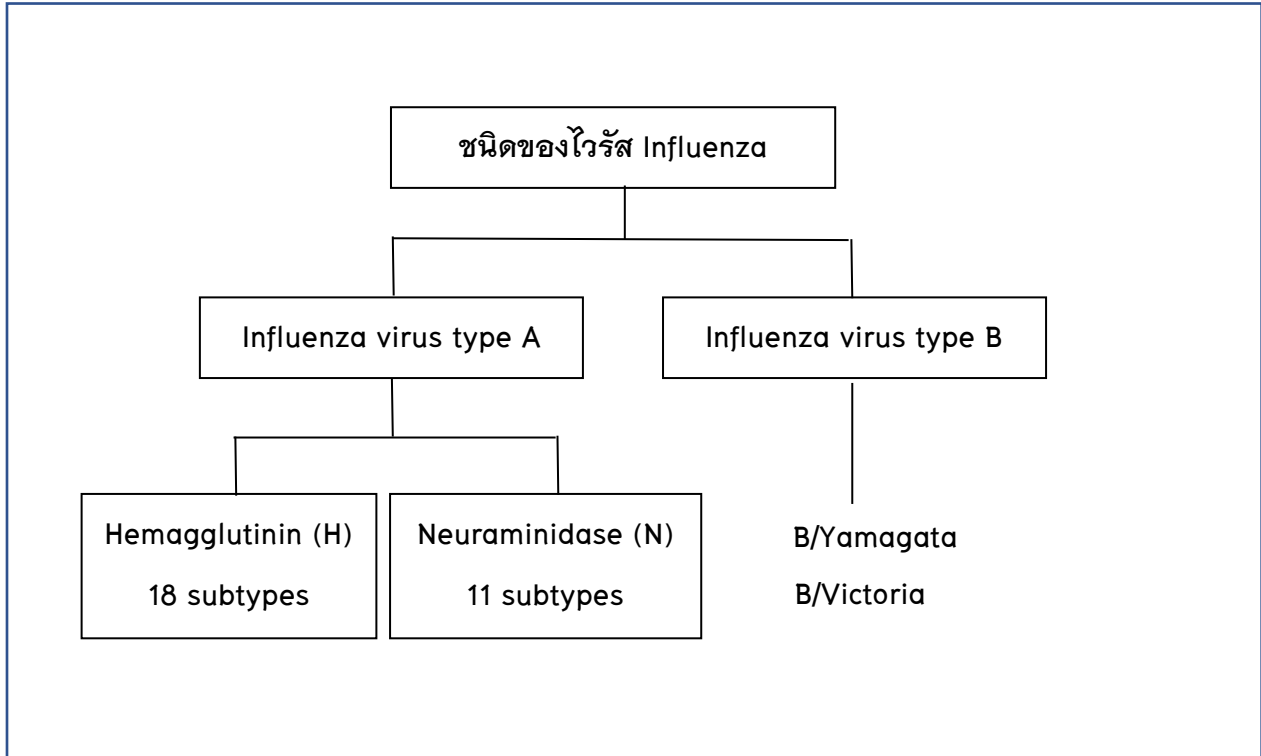 ชนิดของไวรัส Influenza
Influenza virus type A
Influenza virus type B
Hemagglutinin (H)
18 subtypes
Neuraminidase (N)
11 subtypes
B/Yamagata
B/Victoria